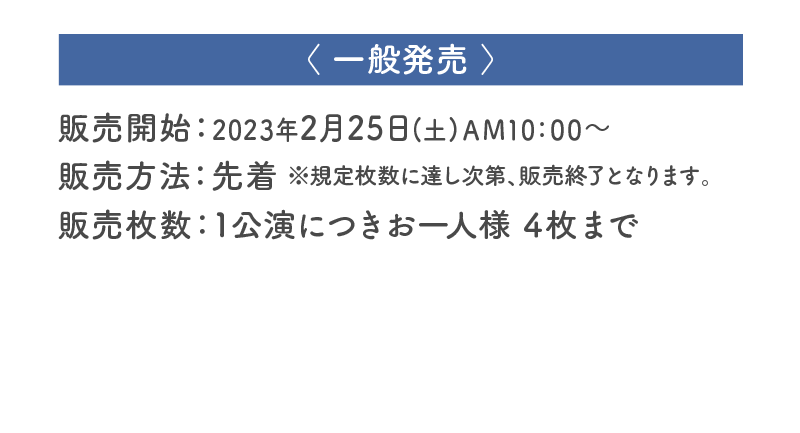 〈 一般発売 〉
販売開始：2023年2月25日(土)AM10：00〜
販売方法：先着 ※規定枚数に達し次第、販売終了となります。
販売枚数：1公演につきお一人様 4枚まで